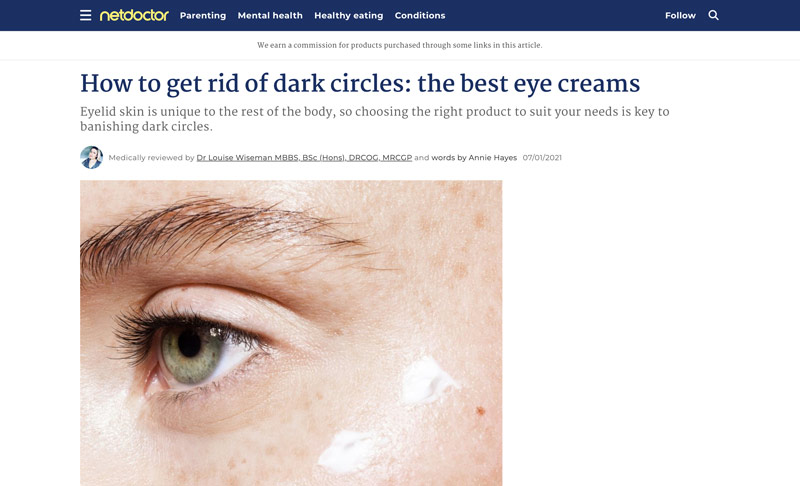 netdoctor Parenting Mental health Healthy eating Conditions Follow
We earn a commission for products purchased through some links in this article.
How to get rid of dark circles: the best eye creams
Eyelid skin is unique to the rest of the body, so choosing the right product to suit your needs is key to
banishing dark circles.
Medically reviewed by Dr Louise Wiseman MBBS, BSc (Hons), DRCOG, MRCGP and words by Annie Hayes 07/01/2021